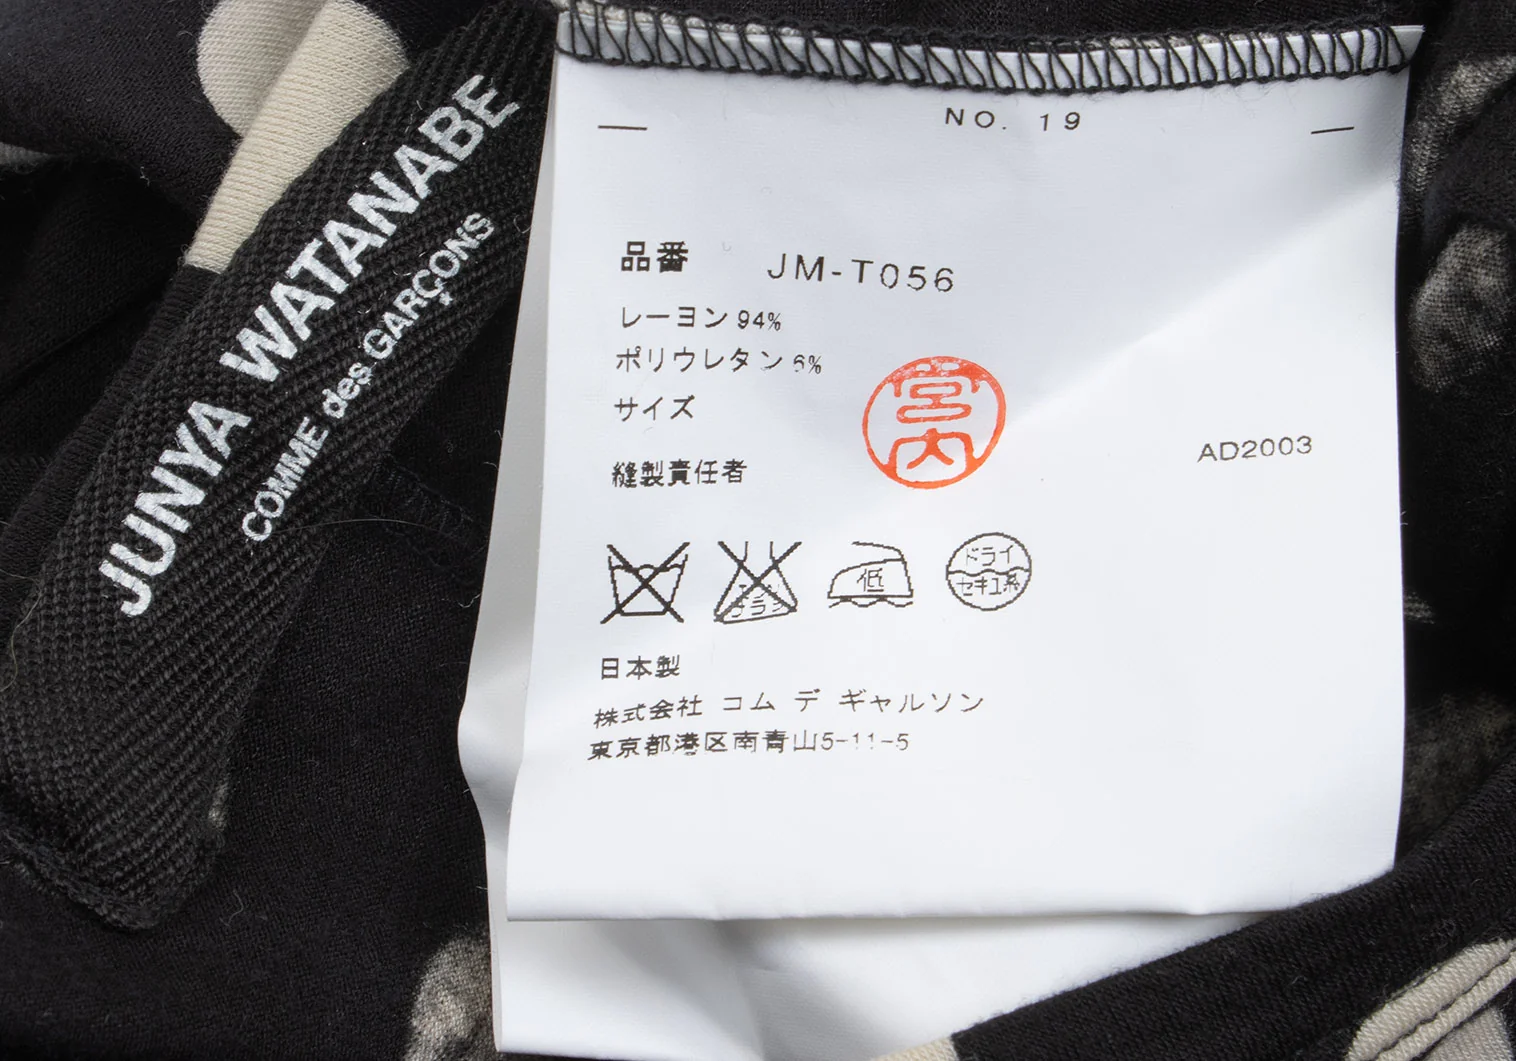 JUNYA WATANABE
COMME des GARÇONS
NO. 19
品番 JM-T056
レーヨン 94%
ポリウレタン 6%
サイズ
宮内
縫製責任者
AD2003
低
ドライ
セキユ系
日本製
株式会社 コム デ ギャルソン
東京都港区南青山5-11-5